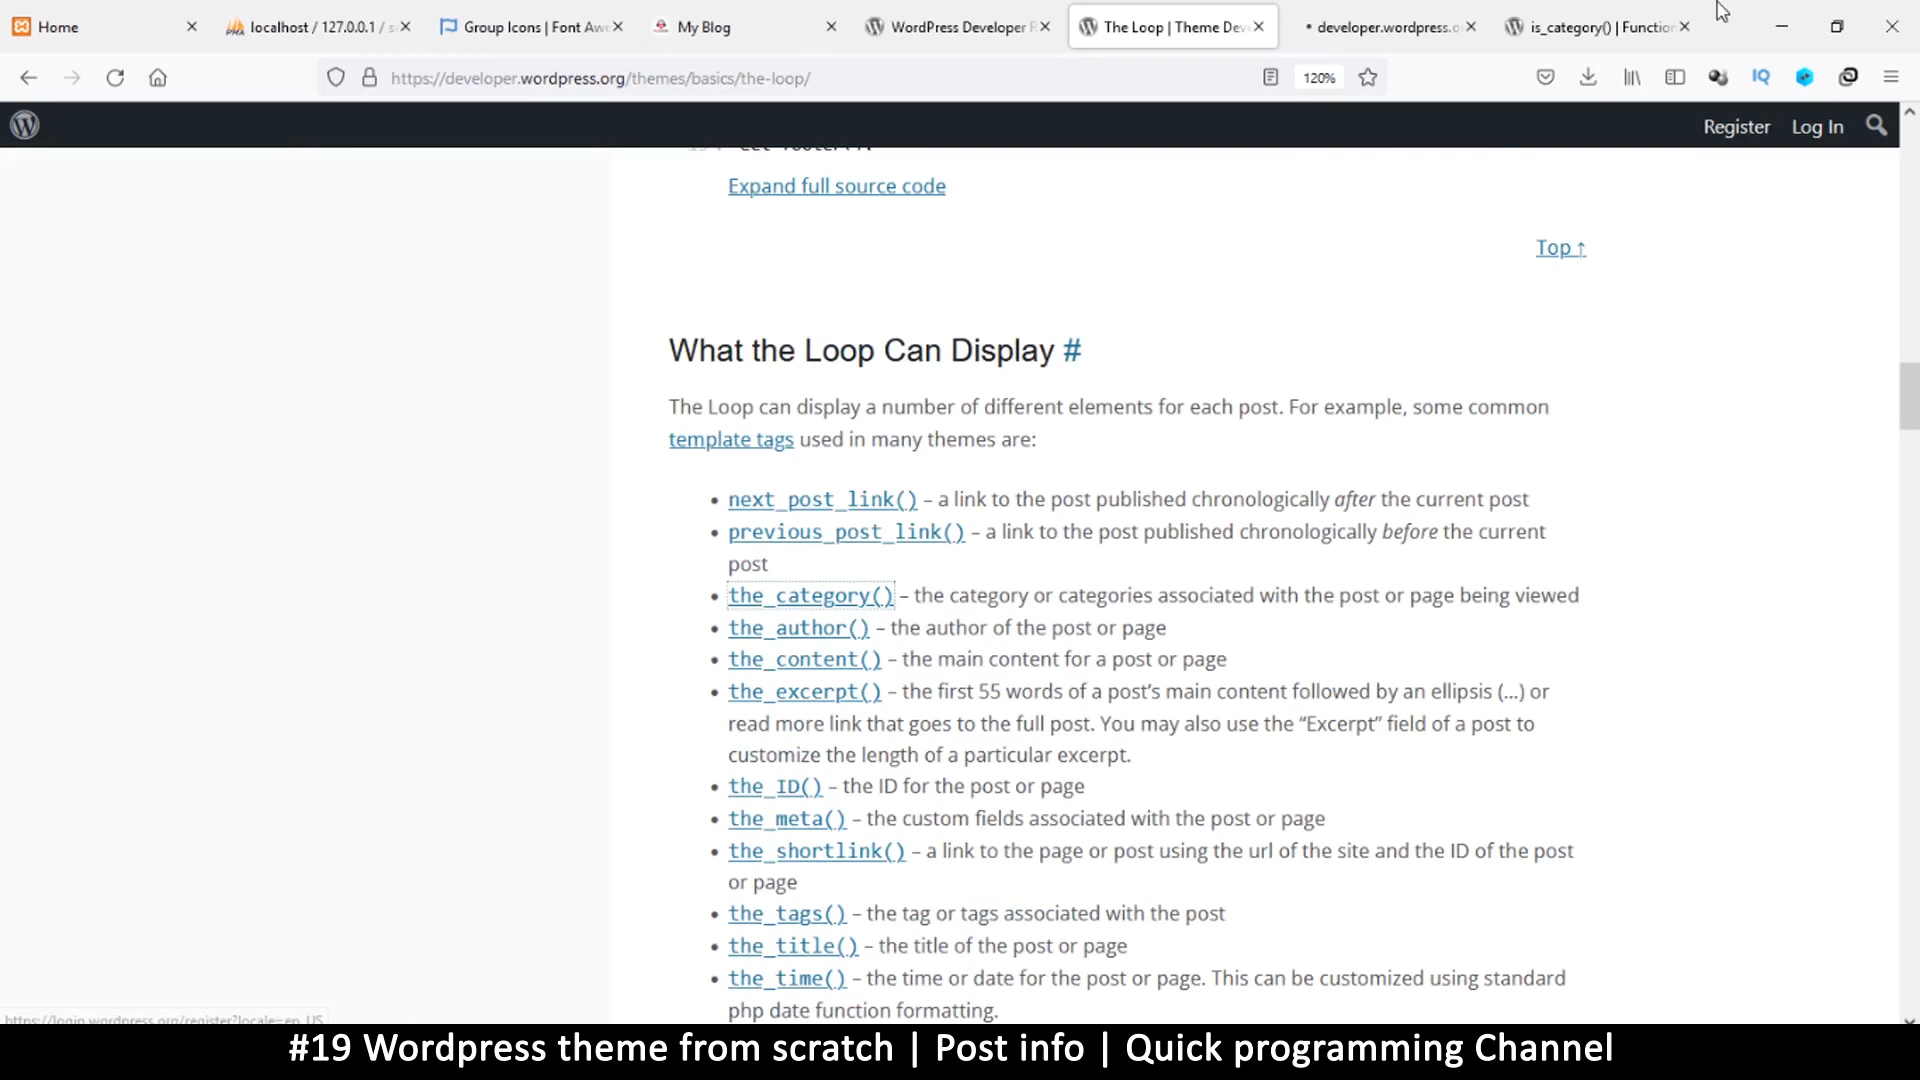 Home
localhost / 127.0.0.1 / s
Group Icons | Font Awe
My Blog
WordPress Developer R
The Loop | Theme Dev
developer.wordpress.o
is_category() | Function
https://developer.wordpress.org/themes/basics/the-loop/
120%
IQ
Register
Log In
Expand full source code
Top ↑
What the Loop Can Display #
The Loop can display a number of different elements for each post. For example, some common
template tags used in many themes are:
• next_post_link() – a link to the post published chronologically after the current post
• previous_post_link() – a link to the post published chronologically before the current
post
• the_category() – the category or categories associated with the post or page being viewed
• the_author() – the author of the post or page
• the_content() – the main content for a post or page
• the_excerpt() – the first 55 words of a post’s main content followed by an ellipsis (…) or
read more link that goes to the full post. You may also use the “Excerpt” field of a post to
customize the length of a particular excerpt.
• the_ID() – the ID for the post or page
• the_meta() – the custom fields associated with the post or page
• the_shortlink() – a link to the page or post using the url of the site and the ID of the post
or page
• the_tags() – the tag or tags associated with the post
• the_title() – the title of the post or page
• the_time() – the time or date for the post or page. This can be customized using standard
php date function formatting.
https://login.wordpress.org/register?locale=en_US
#19 Wordpress theme from scratch | Post info | Quick programming Channel